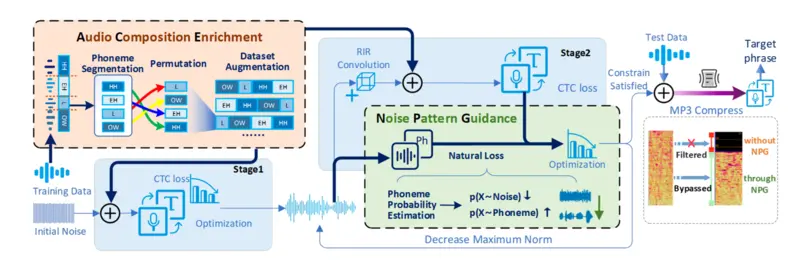 Audio Composition Enrichment
Phoneme
Segmentation
Permutation
Dataset
Augmentation
HH
EH
L
OW
HH
EH
L
OW
L
OW
EH
HH
OW L HH EH
EH HH OW L
L OW EH HH
......
Training Data
Initial Noise
CTC loss
Stage1
Optimization
RIR
Convolution
Stage2
CTC loss
Noise Pattern Guidance
Ph
Natural Loss
Optimization
Phoneme
Probability
Estimation
p(X~Noise)
p(X~Phoneme)
Decrease Maximum Norm
Test Data
Constrain
Satisfied
Target
phrase
MP3 Compress
Filtered
without
NPG
Bypassed
through
NPG